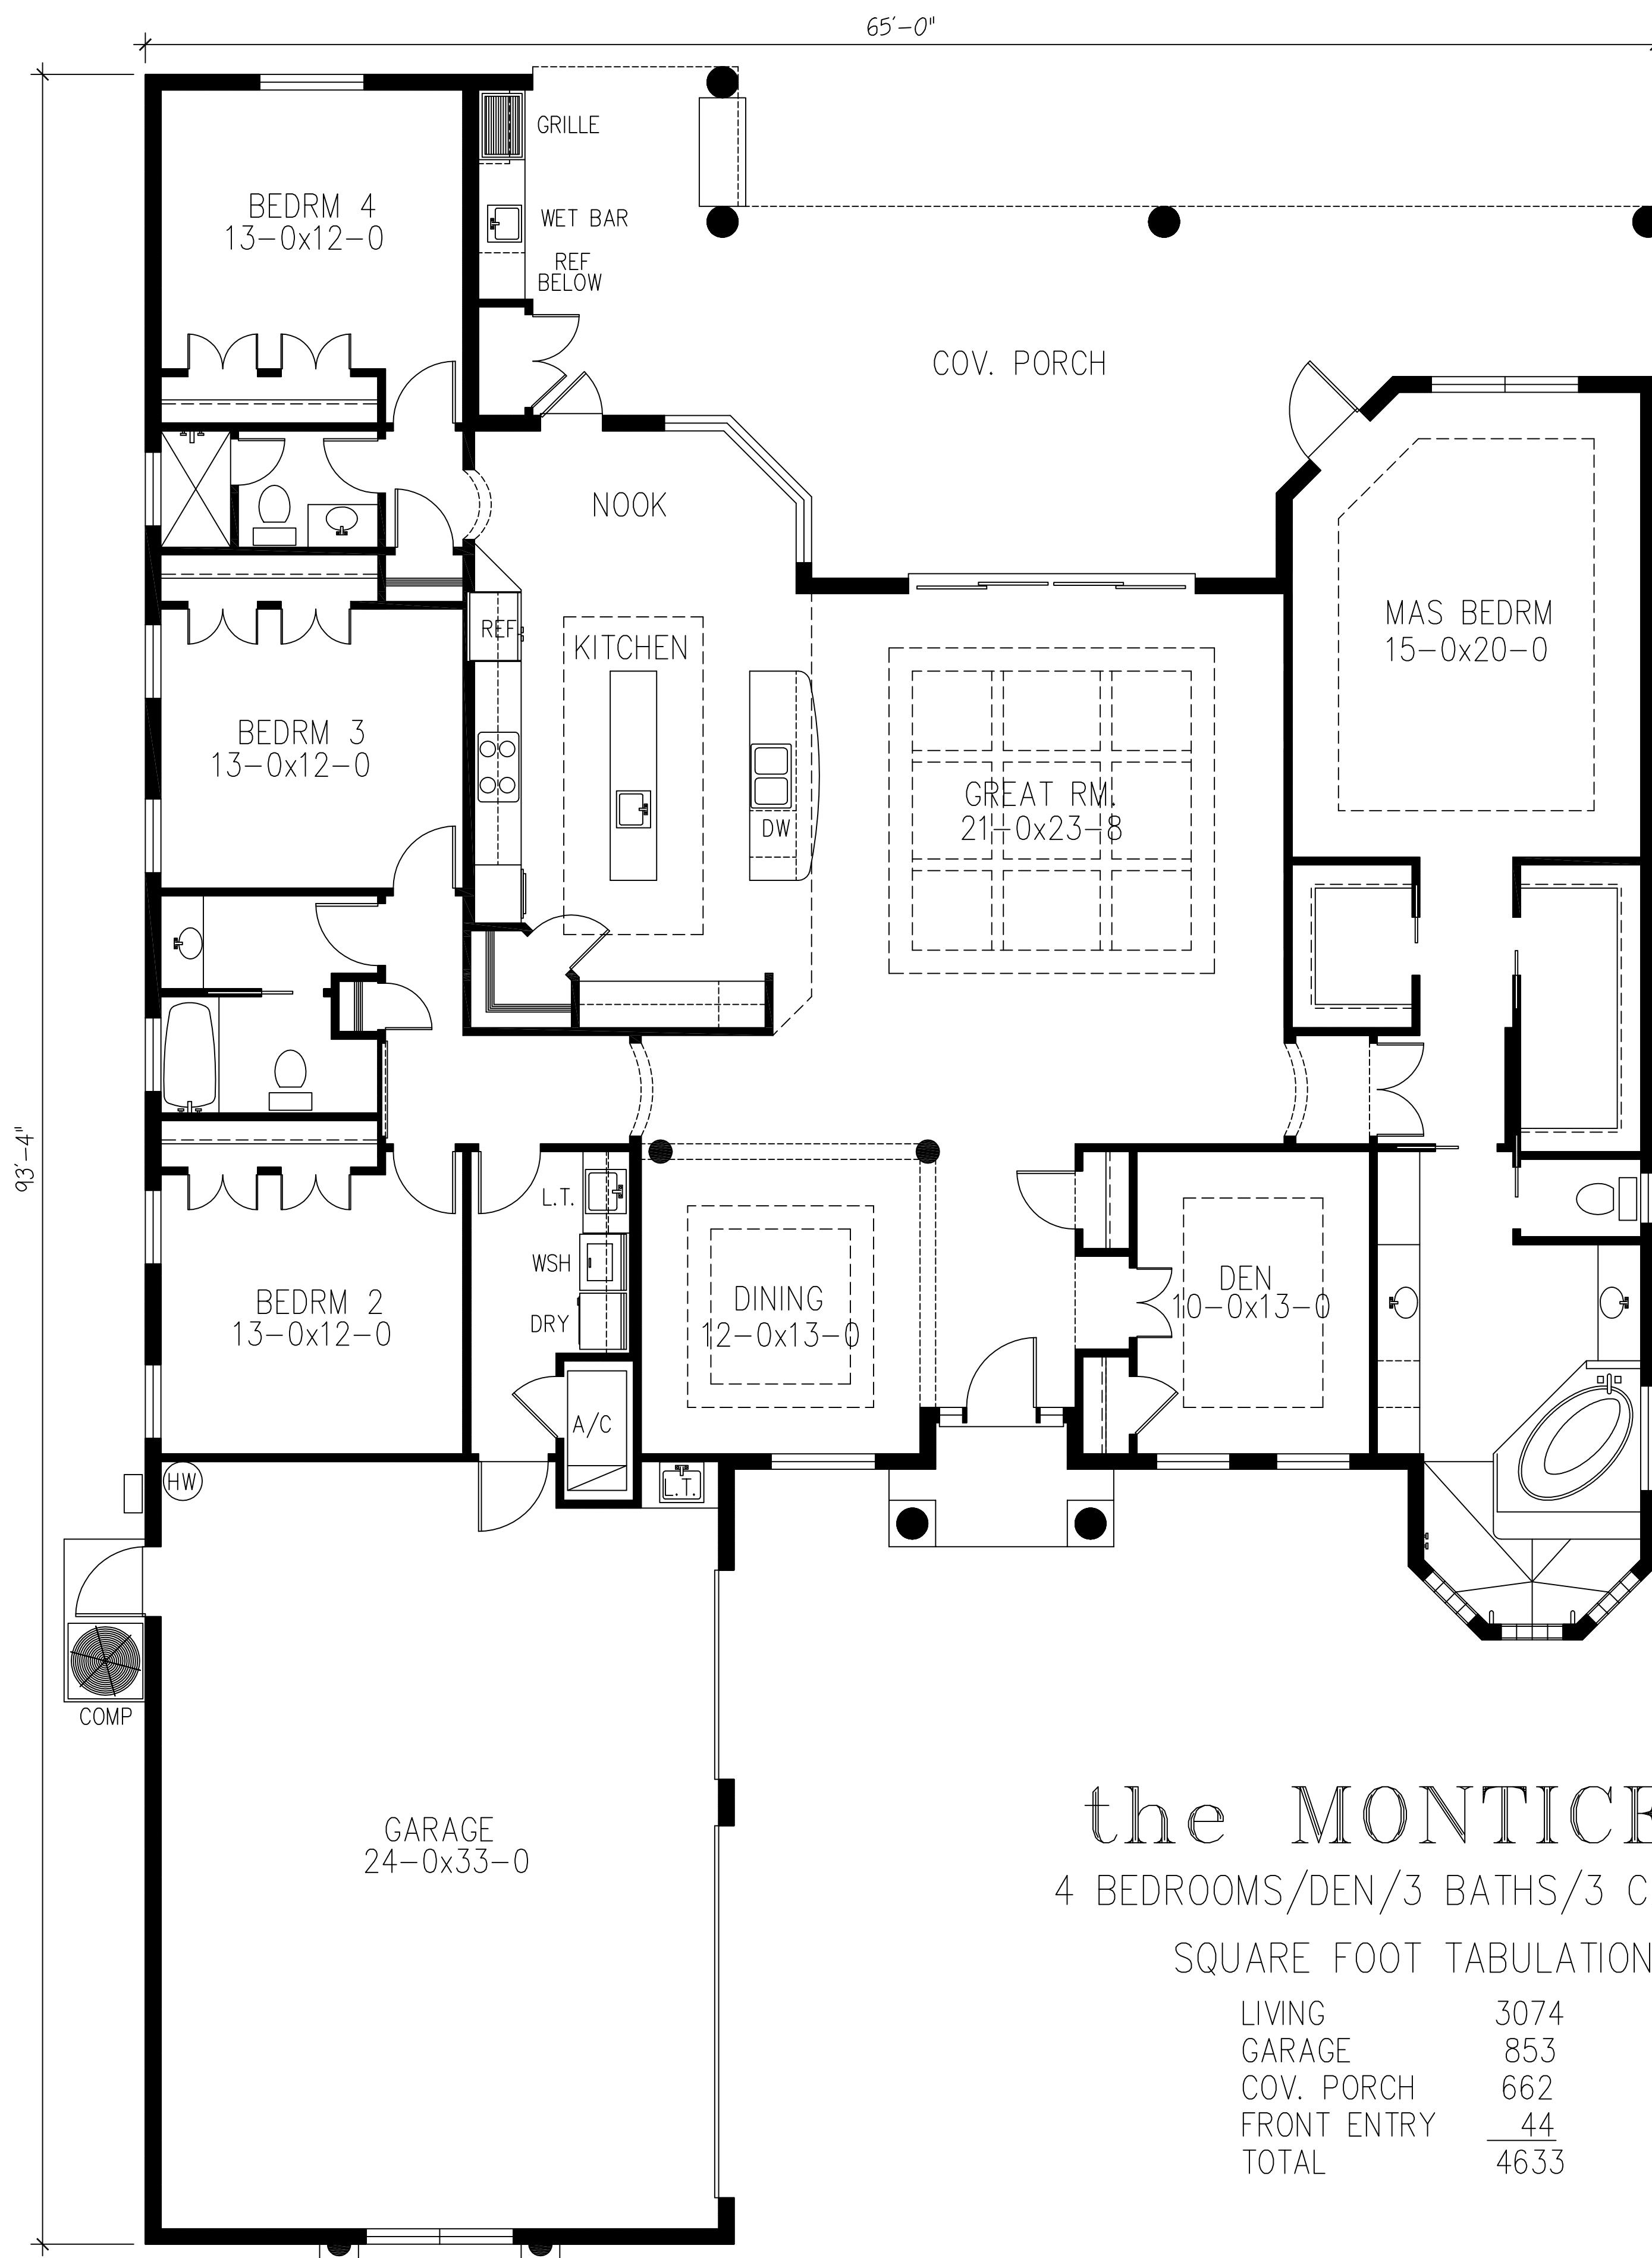 65'-0"
GRILLE
BEDRM 4
13-0x12-0
WET BAR
REF
BELOW
COV. PORCH
NOOK
MAS BEDRM
15-0x20-0
REF
KITCHEN
BEDRM 3
13-0x12-0
GREAT RM.
21-0x23-8
DW
93'-4"
L.T.
WSH
DRY
BEDRM 2
13-0x12-0
DINING
12-0x13-0
DEN
10-0x13-0
A/C
HW
L.T.
COMP
GARAGE
24-0x33-0
the MONTICE
4 BEDROOMS/DEN/3 BATHS/3 C
SQUARE FOOT TABULATION
LIVING 3074
GARAGE 853
COV. PORCH 662
FRONT ENTRY 44
TOTAL 4633